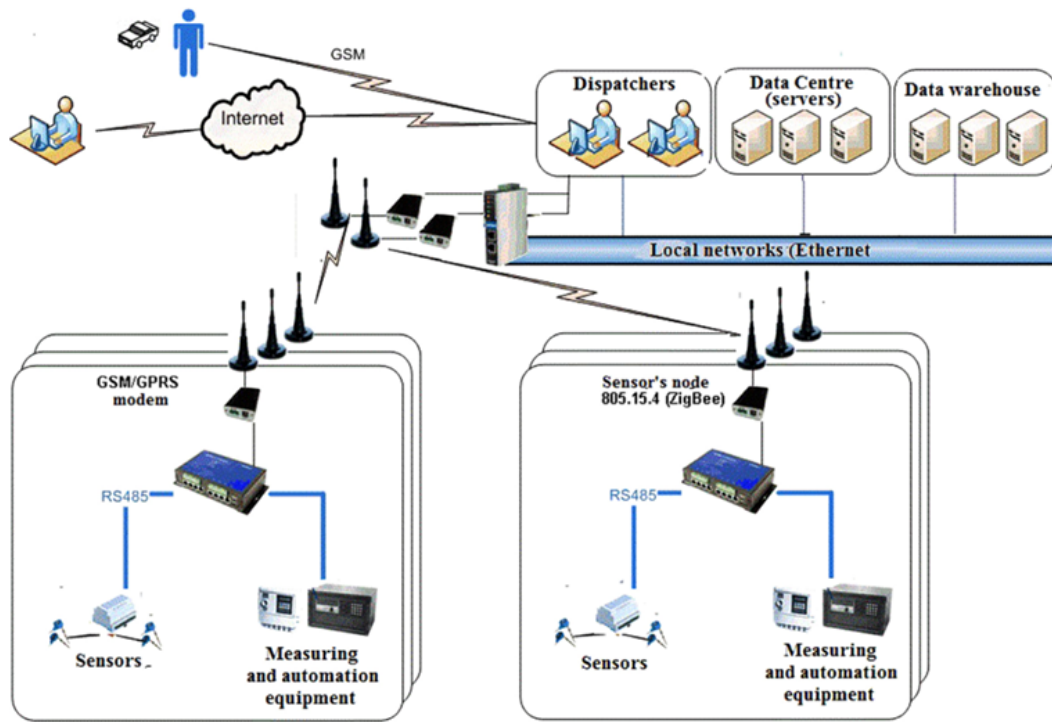 GSM
Internet
Dispatchers
Data Centre
(servers)
Data warehouse
Local networks (Ethernet
GSM/GPRS
modem
RS485
Sensors
Measuring
and automation
equipment
Sensor's node
805.15.4 (ZigBee)
RS485
Sensors
Measuring
and automation
equipment